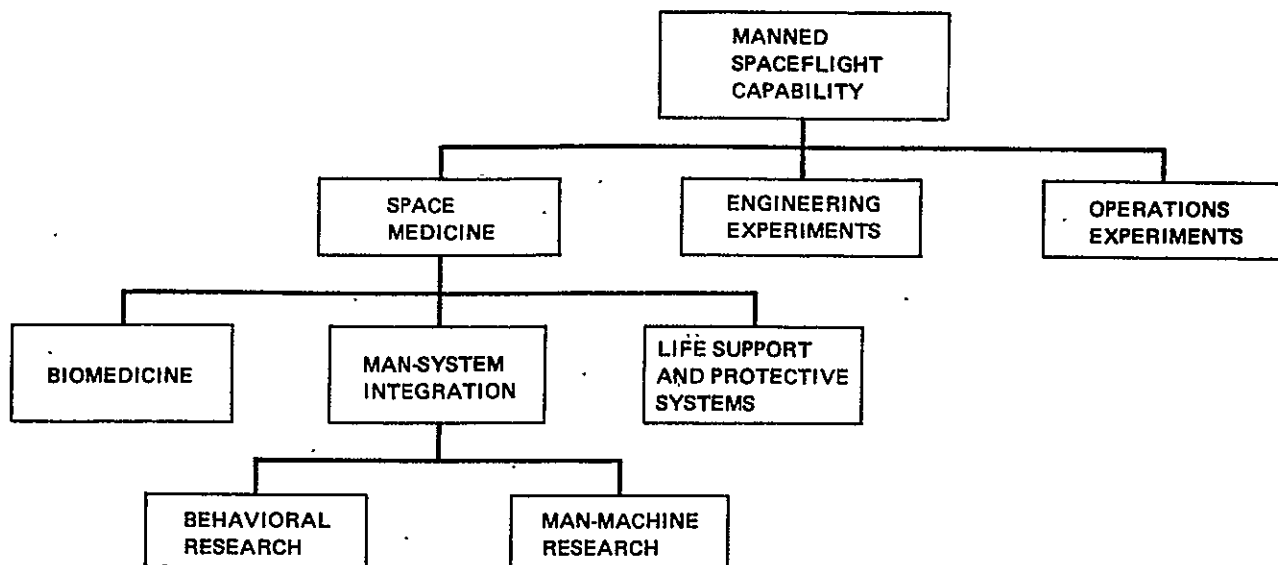 MANNED
SPACEFLIGHT
CAPABILITY
SPACE
MEDICINE
ENGINEERING
EXPERIMENTS
OPERATIONS
EXPERIMENTS
BIOMEDICINE
MAN-SYSTEM
INTEGRATION
LIFE SUPPORT
AND PROTECTIVE
SYSTEMS
BEHAVIORAL
RESEARCH
MAN-MACHINE
RESEARCH